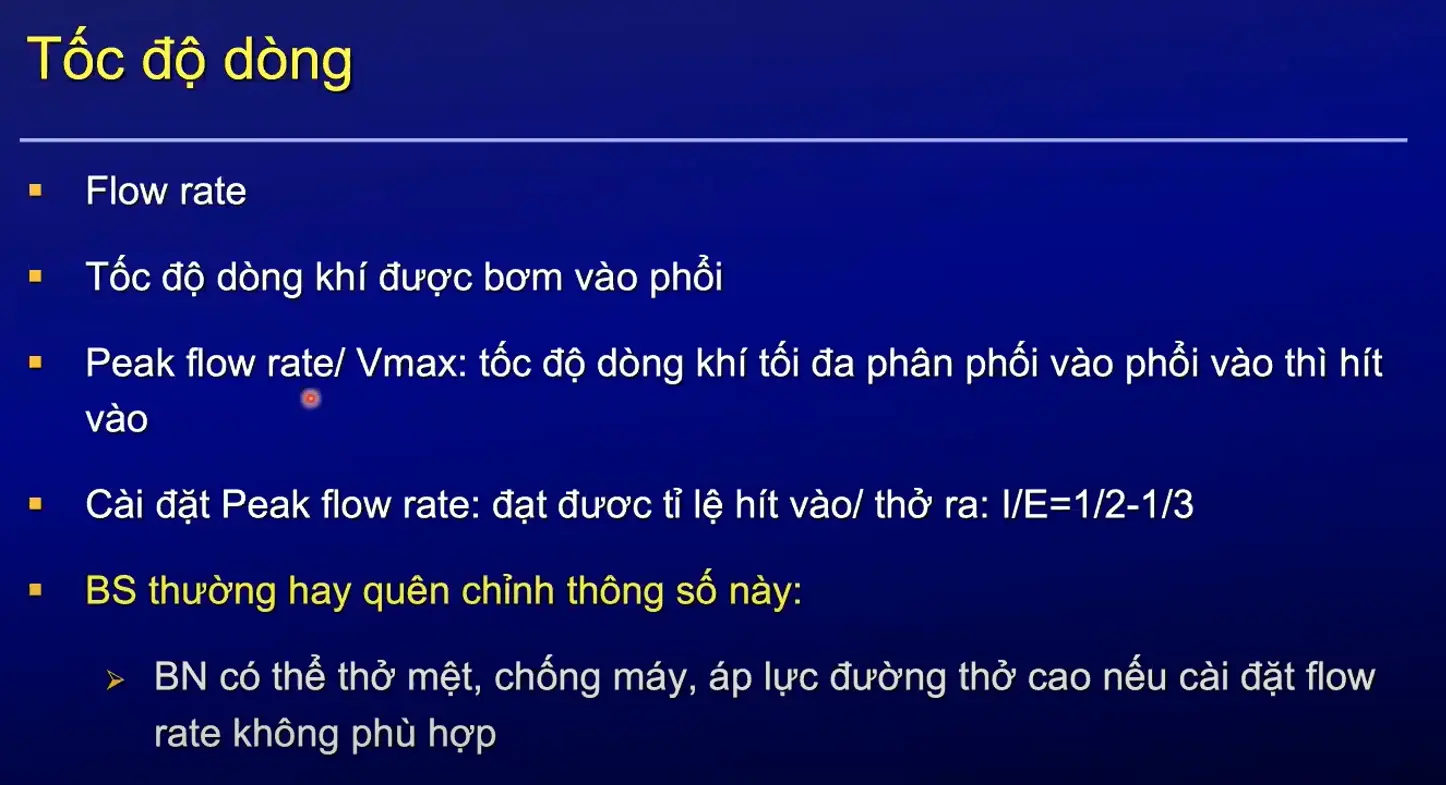 Tốc độ dòng
Flow rate
Tốc độ dòng khí được bơm vào phổi
Peak flow rate/ Vmax: tốc độ dòng khí tối đa phân phối vào phổi vào thì hít
vào
Cài đặt Peak flow rate: đạt đươc tỉ lệ hít vào/ thở ra: I/E=1/2-1/3
BS thường hay quên chỉnh thông số này:
BN có thể thở mệt, chống máy, áp lực đường thở cao nếu cài đặt flow
rate không phù hợp